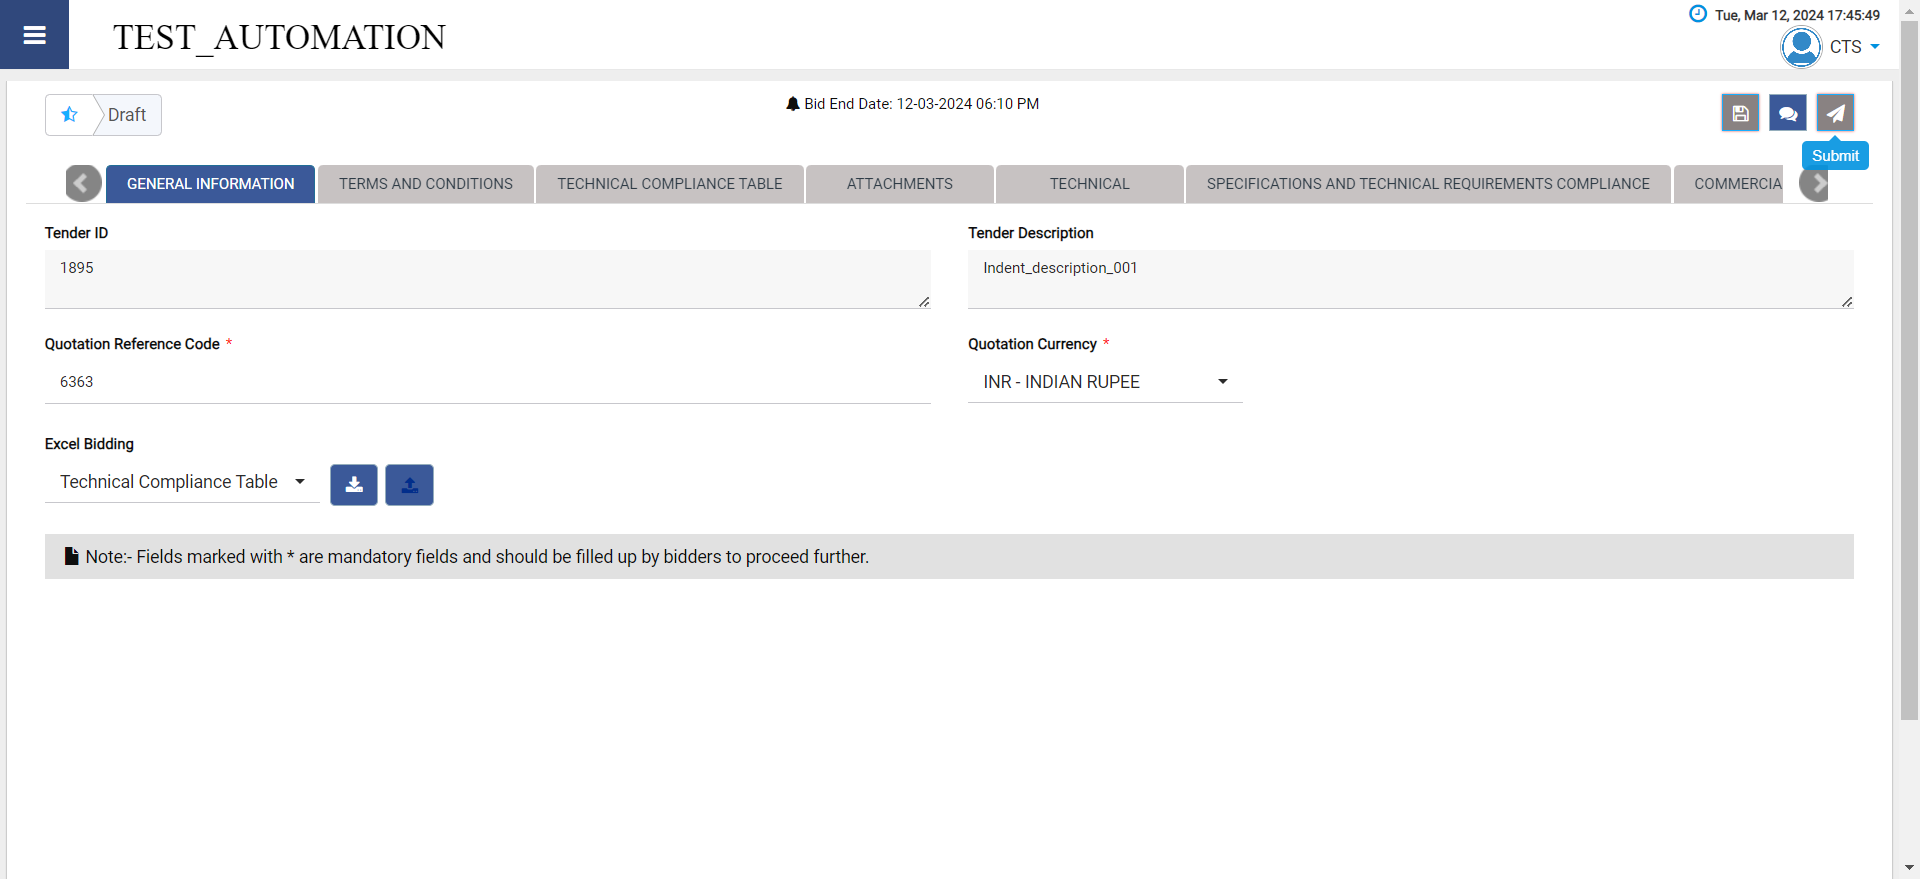 TEST_AUTOMATION
Tue, Mar 12, 2024 17:45:49
CTS
Draft
Bid End Date: 12-03-2024 06:10 PM
Submit
GENERAL INFORMATION
TERMS AND CONDITIONS
TECHNICAL COMPLIANCE TABLE
ATTACHMENTS
TECHNICAL
SPECIFICATIONS AND TECHNICAL REQUIREMENTS COMPLIANCE
COMMERCIA
Tender ID
Tender Description
1895
Indent_description_001
Quotation Reference Code *
Quotation Currency *
6363
INR - INDIAN RUPEE
Excel Bidding
Technical Compliance Table
Note:- Fields marked with * are mandatory fields and should be filled up by bidders to proceed further.